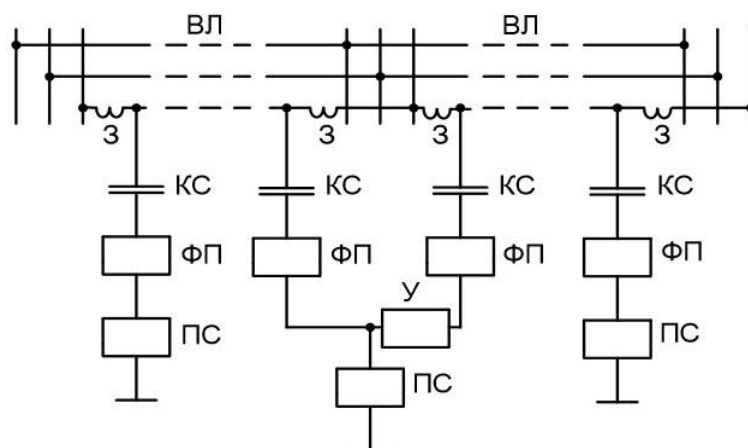 ВЛ ВЛ
З З З З
КС КС КС КС
ФП ФП ФП ФП
У
ПС ПС ПС